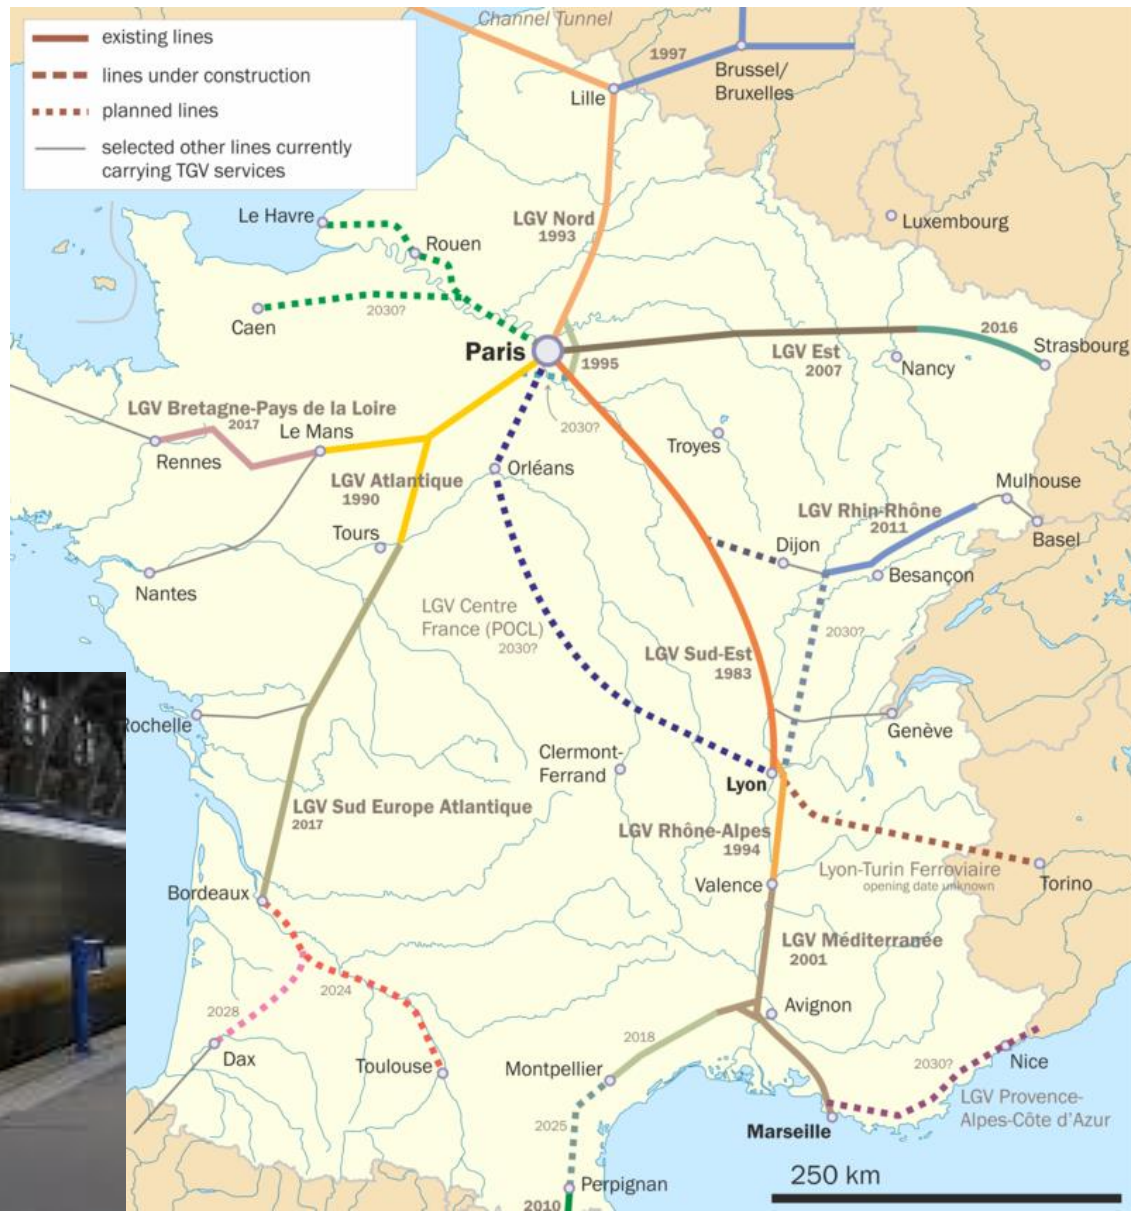 existing lines
lines under construction
planned lines
selected other lines currently
carrying TGV services
Channel Tunnel
1997
Brussel/
Bruxelles
Lille
Le Havre
LGV Nord
1993
Luxembourg
Rouen
Caen
2030?
Paris
1995
LGV Est
2007
2016
Strasbourg
Nancy
LGV Bretagne-Pays de la Loire
2017
Le Mans
Rennes
2030?
Troyes
LGV Atlantique
1990
Orléans
Tours
Mulhouse
LGV Rhin-Rhône
2011
Basel
Dijon
Besançon
Nantes
LGV Centre
France (POCL)
2030?
2030?
LGV Sud-Est
1983
Rochelle
Genève
Clermont-
Ferrand
Lyon
LGV Sud Europe Atlantique
2017
LGV Rhône-Alpes
1994
Lyon-Turin Ferroviaire
opening date unknown
Torino
Valence
Bordeaux
LGV Méditerranée
2001
2024
2028
Avignon
2018
Dax
Toulouse
Montpellier
2030?
Nice
LGV Provence-
Alpes-Côte d'Azur
2025
Marseille
250 km
Perpignan
2010